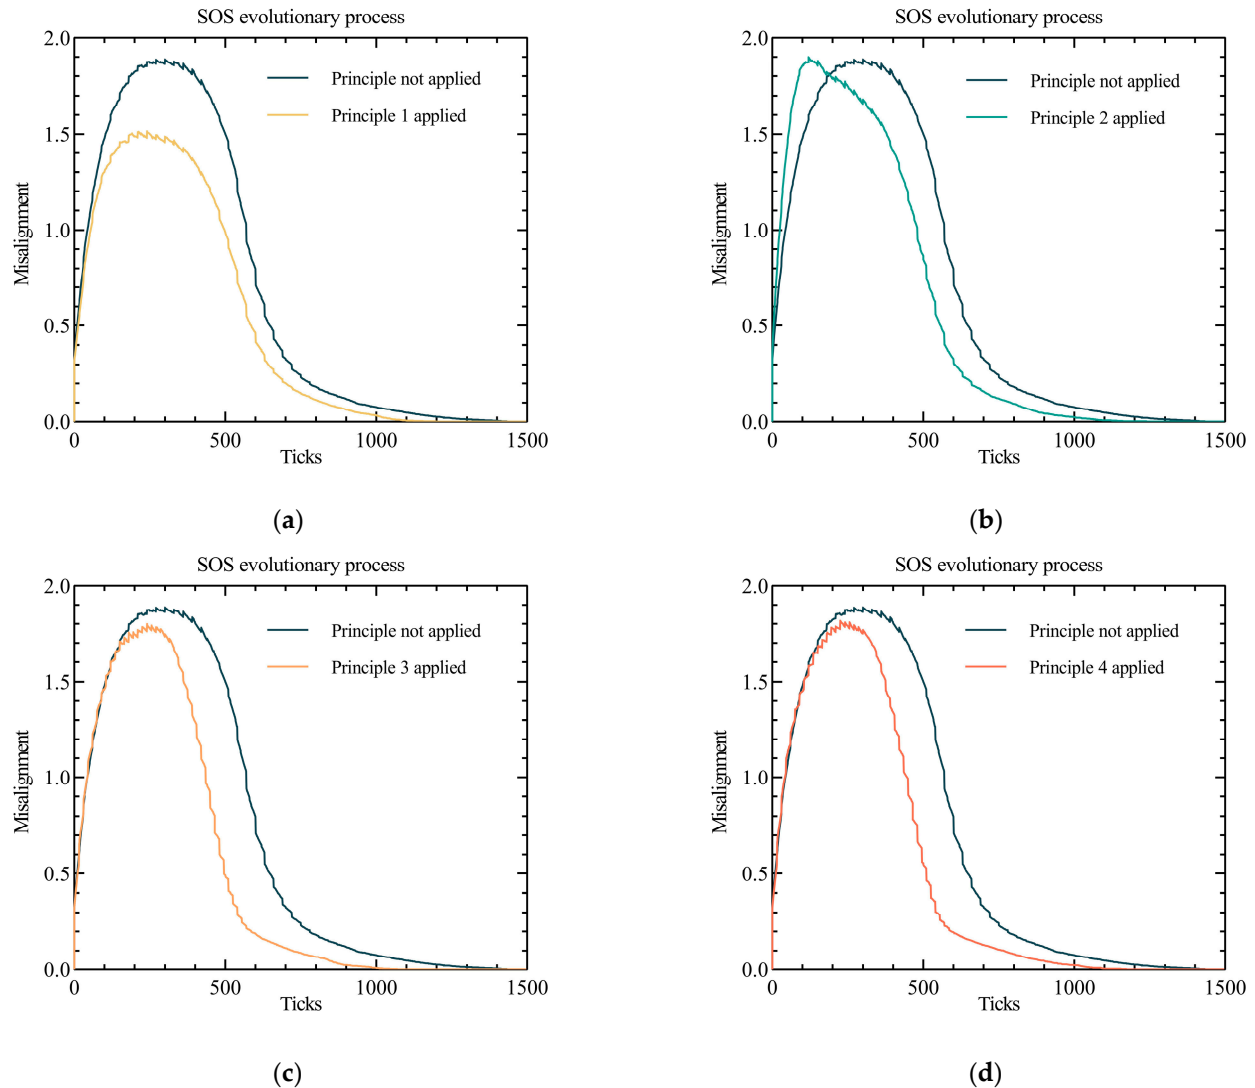 SOS evolutionary process
2.0
1.5
1.0
0.5
0.0
Misalignment
Principle not applied
Principle 1 applied
0
500
1000
1500
Ticks
(a)
SOS evolutionary process
2.0
1.5
1.0
0.5
0.0
Misalignment
Principle not applied
Principle 2 applied
0
500
1000
1500
Ticks
(b)
SOS evolutionary process
2.0
1.5
1.0
0.5
0.0
Misalignment
Principle not applied
Principle 3 applied
0
500
1000
1500
Ticks
(c)
SOS evolutionary process
2.0
1.5
1.0
0.5
0.0
Misalignment
Principle not applied
Principle 4 applied
0
500
1000
1500
Ticks
(d)